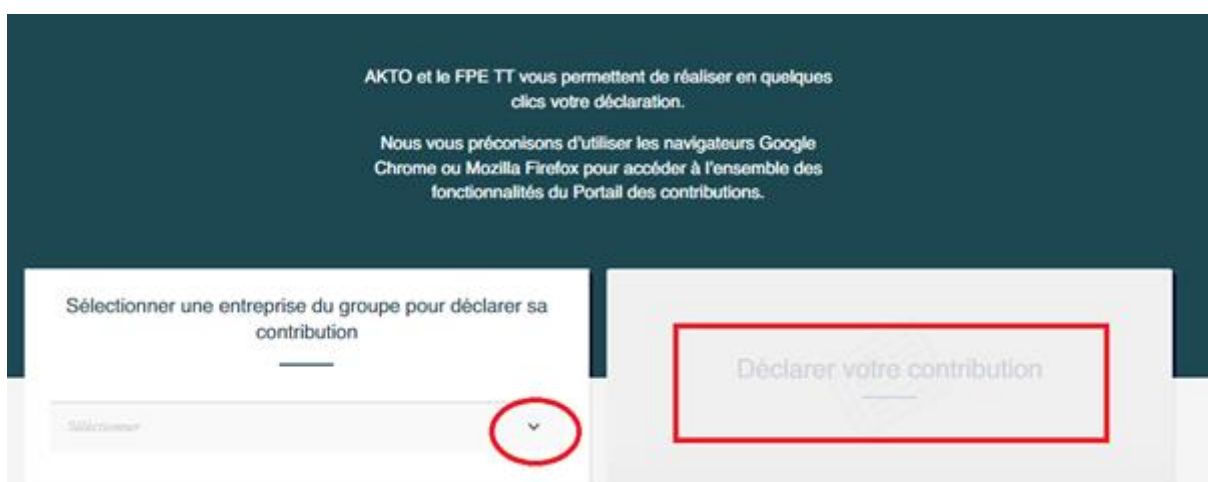 AKTO et le FPE TT vous permettent de réaliser en quelques
clics votre déclaration.
Nous vous préconisons d'utiliser les navigateurs Google
Chrome ou Mozilla Firefox pour accéder à l'ensemble des
fonctionnalités du Portail des contributions.
Sélectionner une entreprise du groupe pour déclarer sa
contribution
Sélectionner
Déclarer votre contribution